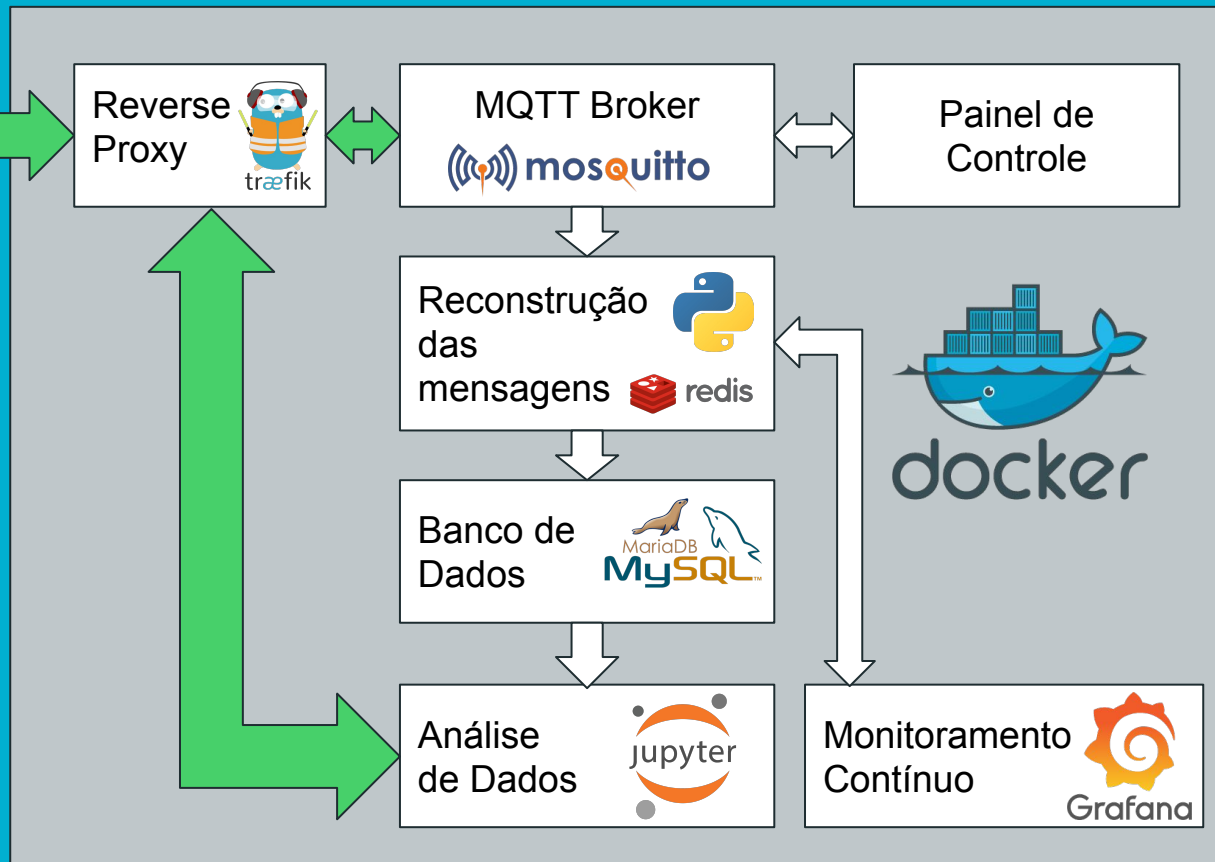 Reverse
Proxy
træfik
MQTT Broker
mosquitto
Painel de
Controle
Reconstrução
das
mensagens
redis
docker
Banco de
Dados
MariaDB
MySQL™
Análise
de Dados
jupyter
Monitoramento
Contínuo
Grafana